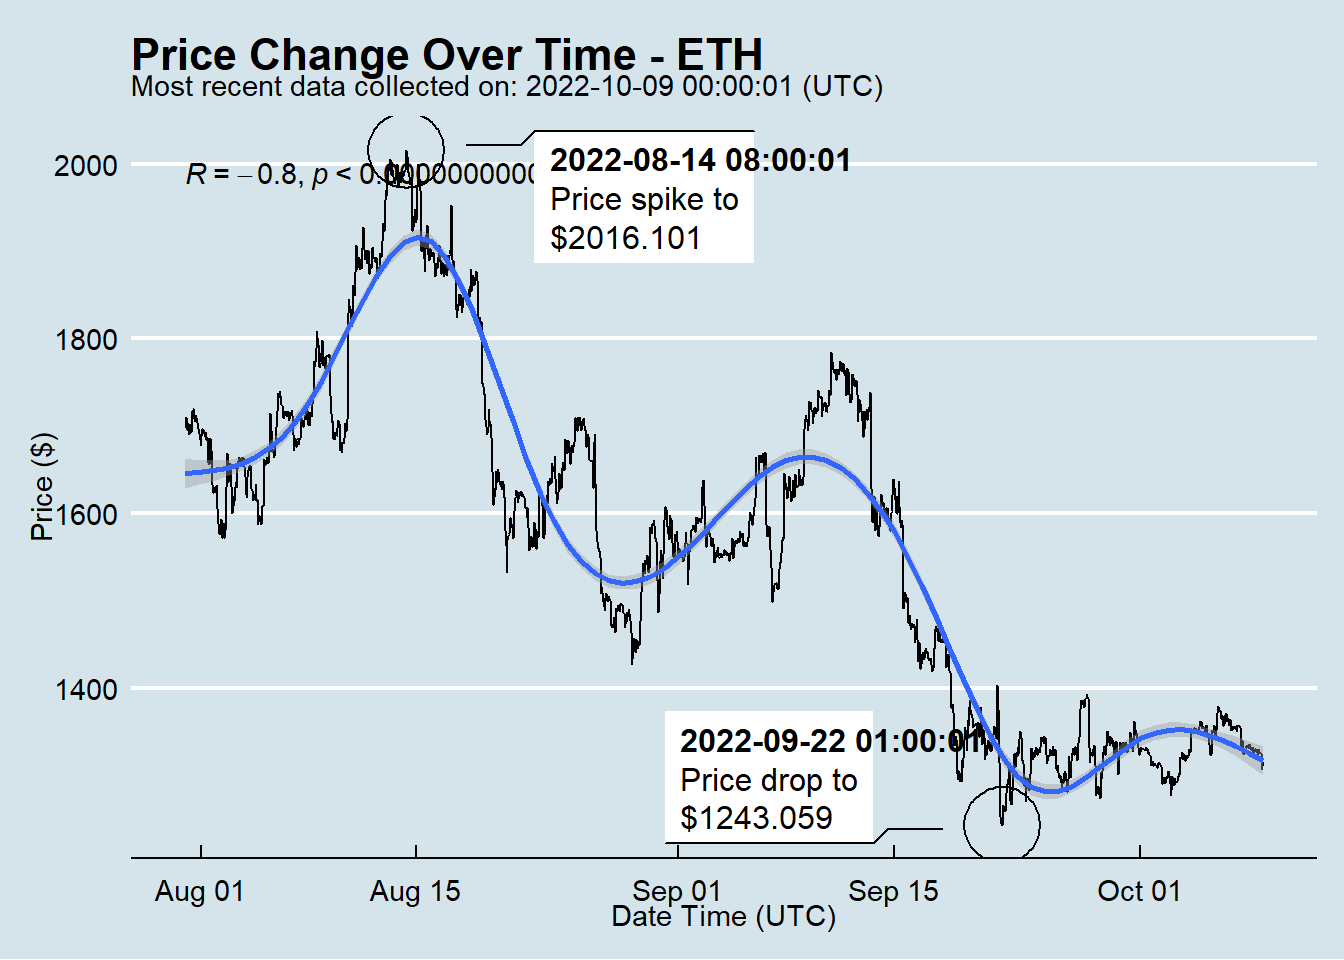 Price Change Over Time - ETH
Most recent data collected on: 2022-10-09 00:00:01 (UTC)
2022-08-14 08:00:01
Price spike to
$2016.101
R = −0.8, p < 0.0000000000
2000
1800
1600
1400
Price ($)
2022-09-22 01:00:01
Price drop to
$1243.059
Aug 01
Aug 15
Sep 01
Sep 15
Oct 01
Date Time (UTC)